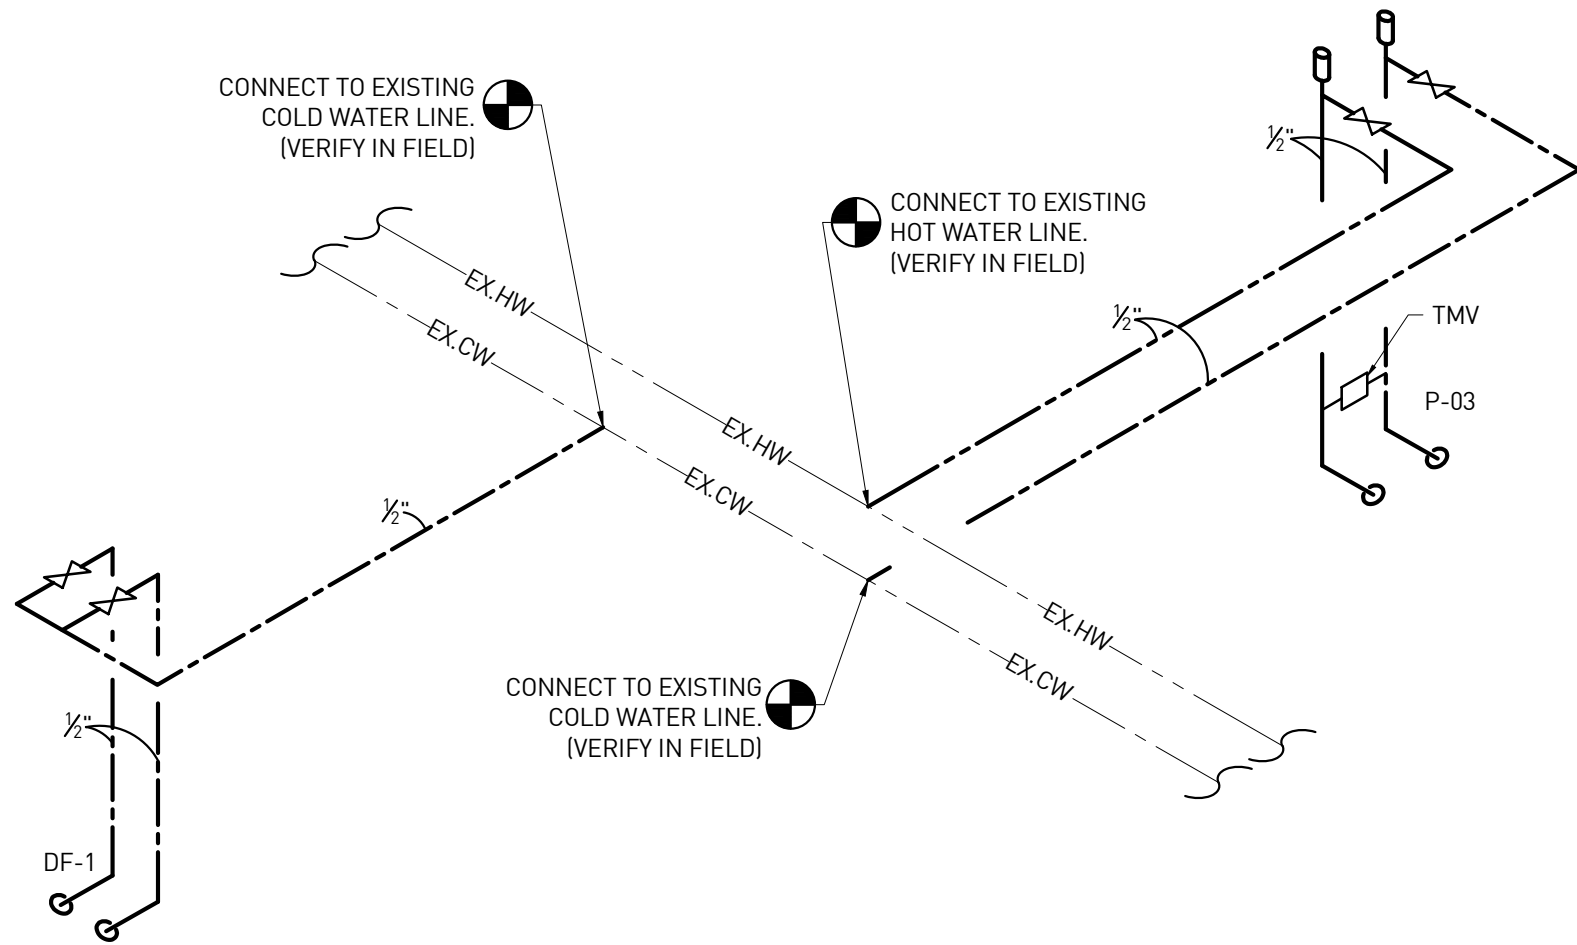 CONNECT TO EXISTING
COLD WATER LINE.
(VERIFY IN FIELD)
½"
CONNECT TO EXISTING
HOT WATER LINE.
(VERIFY IN FIELD)
EX.HW
EX.CW
½"
TMV
P-03
EX.HW
EX.CW
½"
EX.HW
EX.CW
CONNECT TO EXISTING
COLD WATER LINE.
(VERIFY IN FIELD)
½"
DF-1